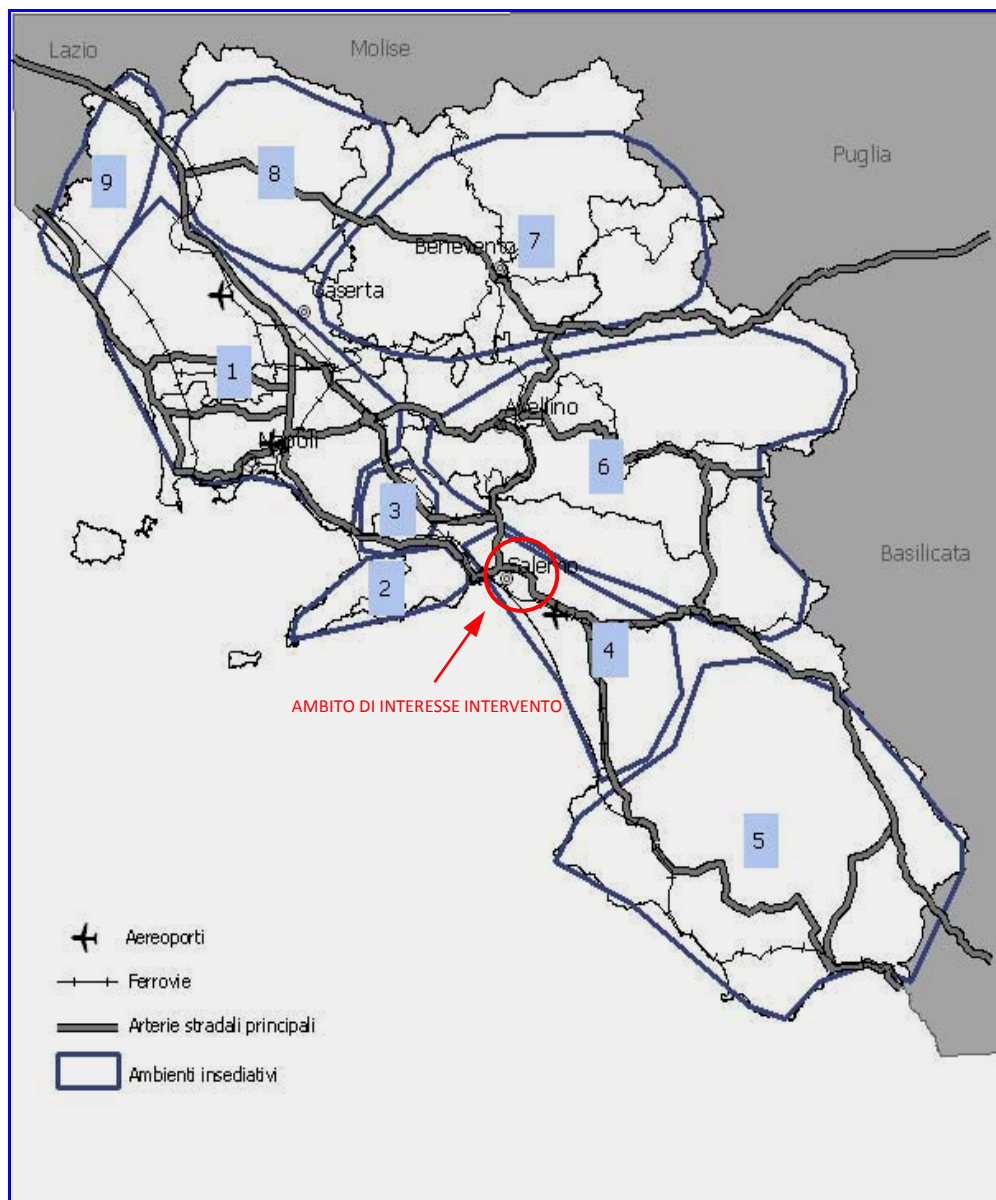 Lazio
Molise
Puglia
9
8
7
Benevento
Caserta
1
Avellino
Napoli
6
3
Basilicata
Salerno
2
4
AMBITO DI INTERESSE INTERVENTO
5
Aereoporti
Ferrovie
Arterie stradali principali
Ambienti insediativi